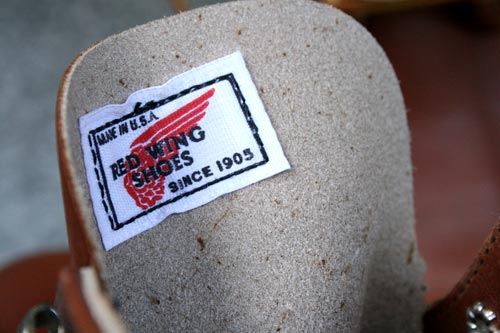 MADE IN U.S.A
RED WING
SHOES
SINCE 1905